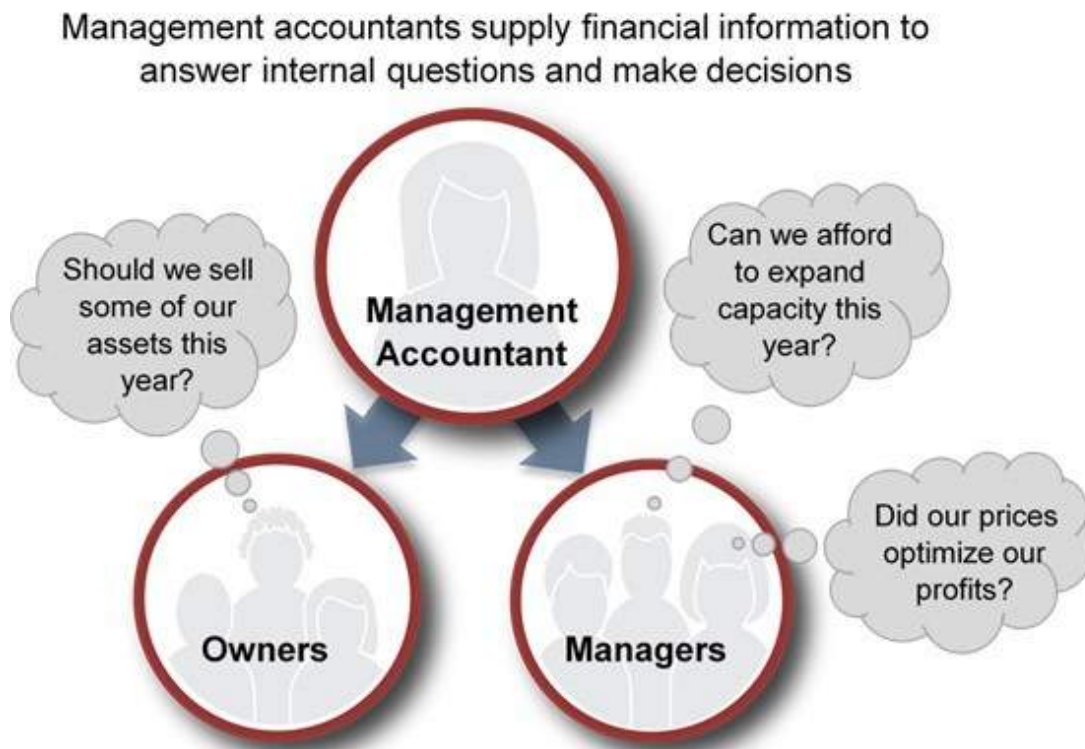 Management accountants supply financial information to
answer internal questions and make decisions
Should we sell
some of our
assets this
year?
Can we afford
to expand
capacity this
year?
Management
Accountant
Did our prices
optimize our
profits?
Owners
Managers